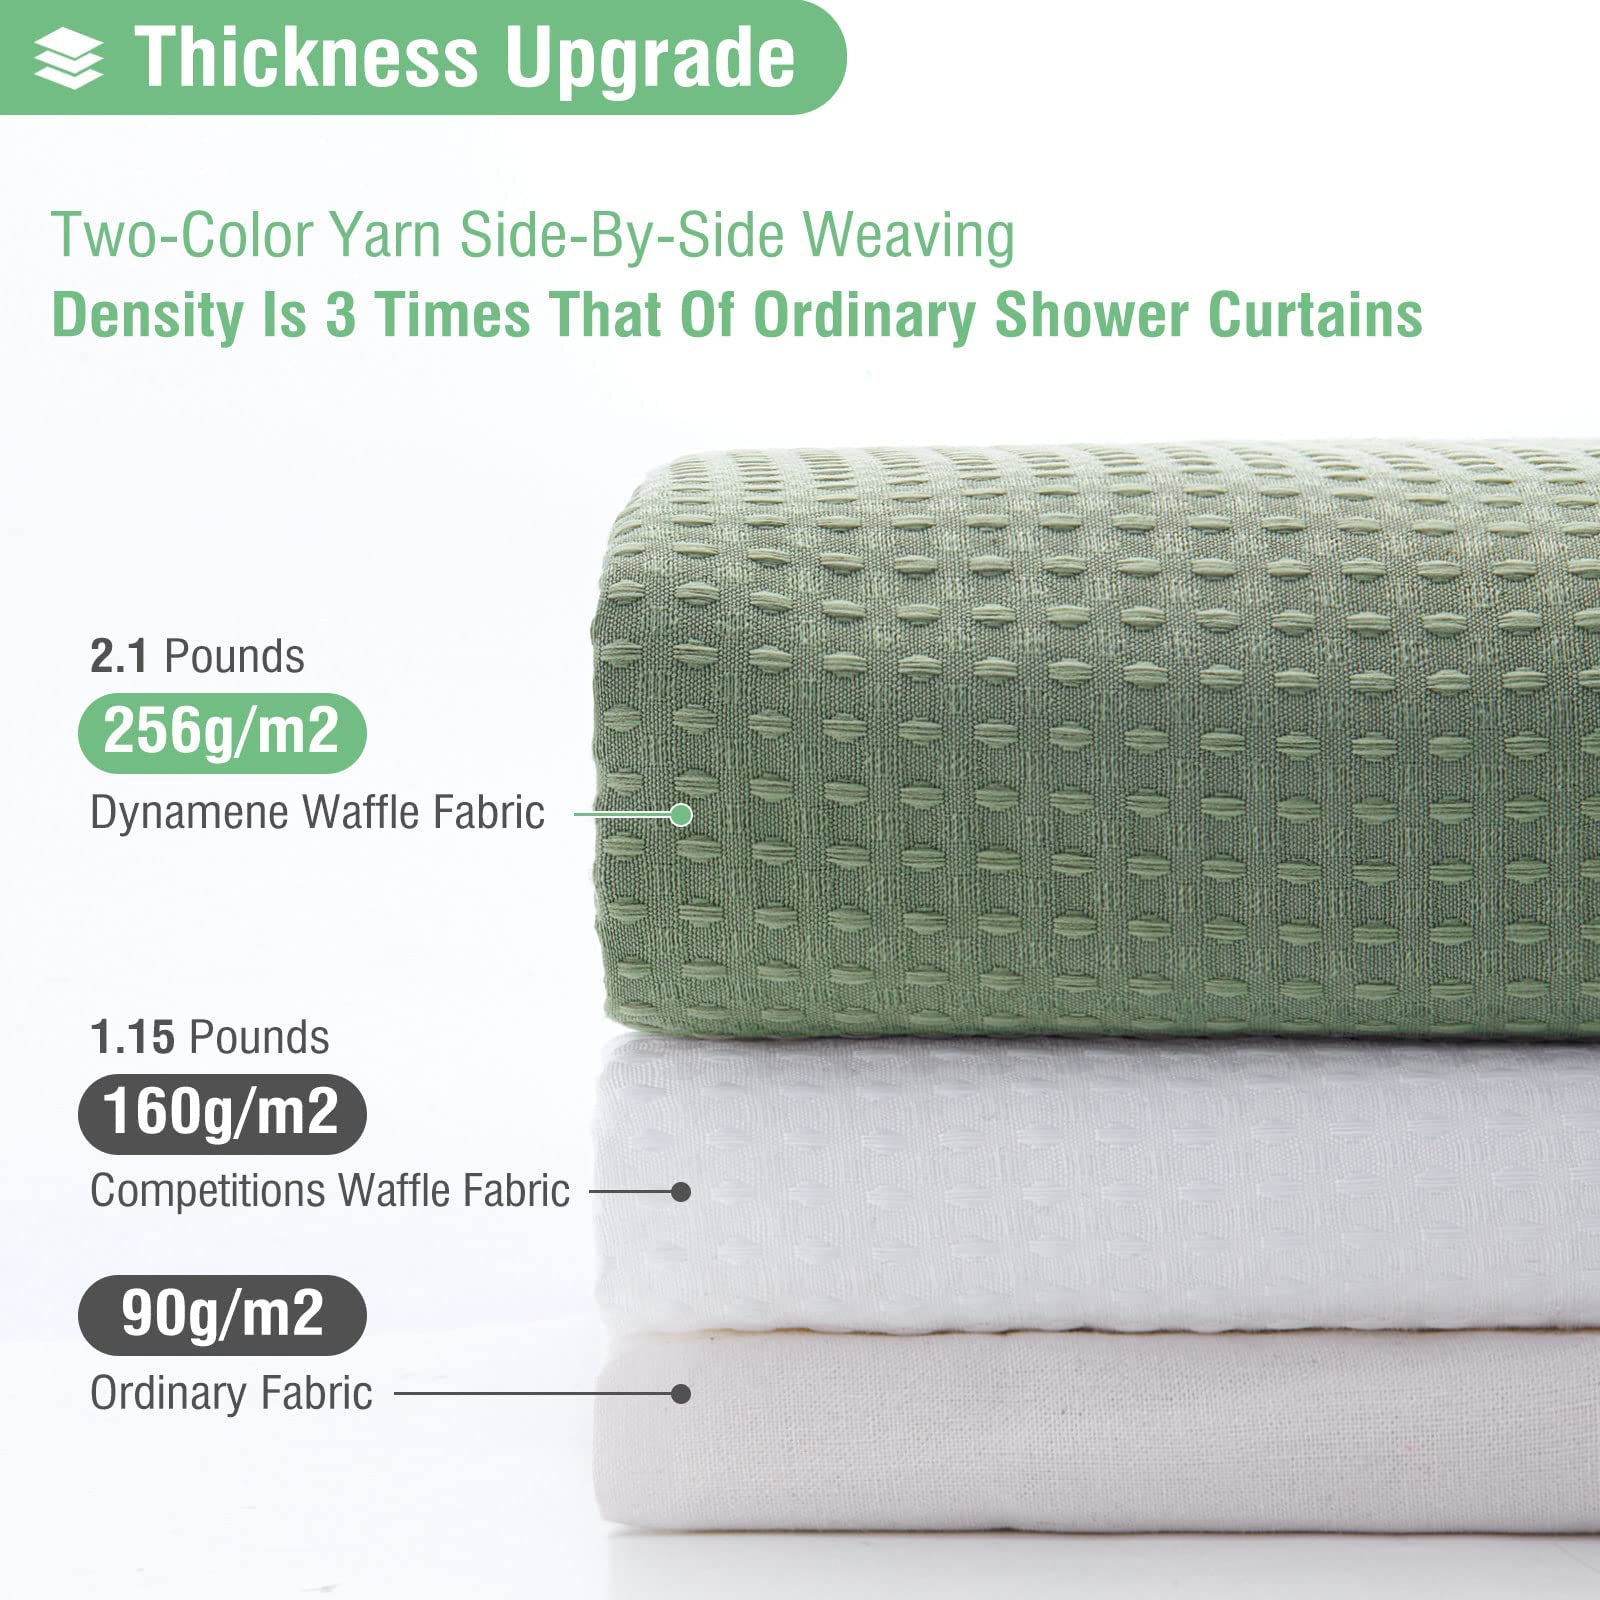 Thickness Upgrade
Two-Color Yarn Side-By-Side Weaving
Density Is 3 Times That Of Ordinary Shower Curtains
2.1 Pounds
256g/m2
Dynamene Waffle Fabric
1.15 Pounds
160g/m2
Competitions Waffle Fabric
90g/m2
Ordinary Fabric